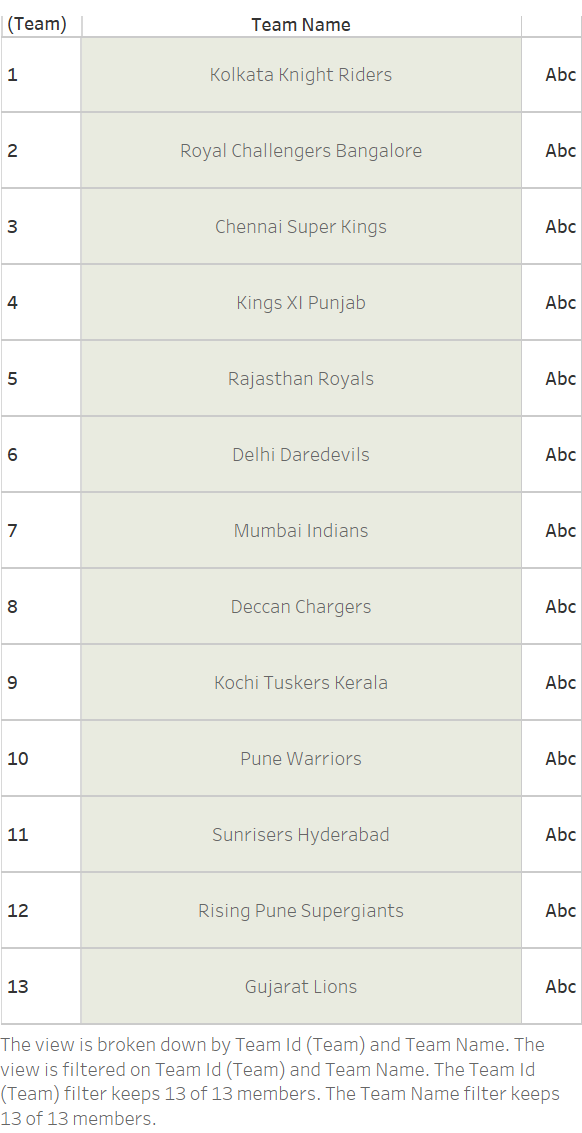 (Team) Team Name
1 Kolkata Knight Riders Abc
2 Royal Challengers Bangalore Abc
3 Chennai Super Kings Abc
4 Kings XI Punjab Abc
5 Rajasthan Royals Abc
6 Delhi Daredevils Abc
7 Mumbai Indians Abc
8 Deccan Chargers Abc
9 Kochi Tuskers Kerala Abc
10 Pune Warriors Abc
11 Sunrisers Hyderabad Abc
12 Rising Pune Supergiants Abc
13 Gujarat Lions Abc
The view is broken down by Team Id (Team) and Team Name. The
view is filtered on Team Id (Team) and Team Name. The Team Id
(Team) filter keeps 13 of 13 members. The Team Name filter keeps
13 of 13 members.